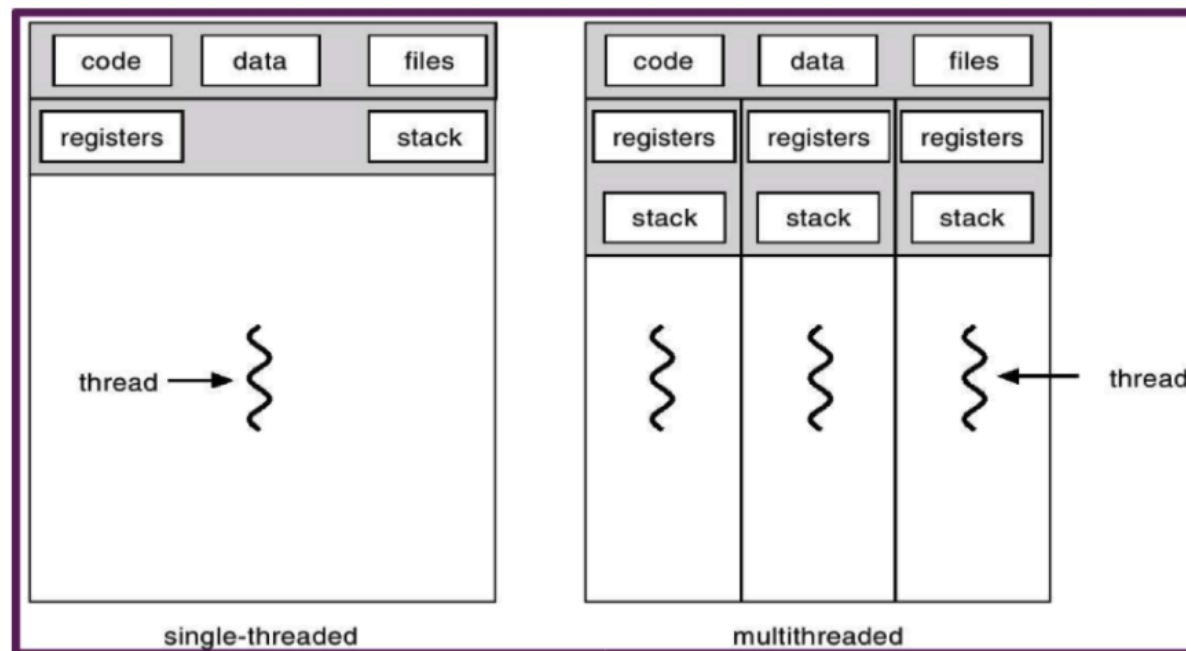 code data files code data files
registers stack registers registers registers
stack stack stack
thread thread
single-threaded multithreaded